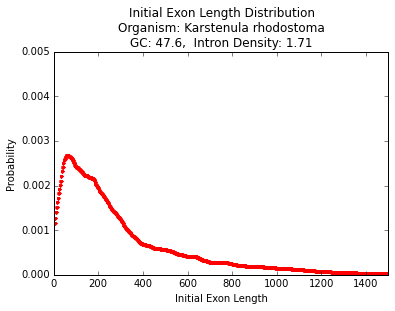 Initial Exon Length Distribution
Organism: Karstenula rhodostoma
GC: 47.6,  Intron Density: 1.71
0.005
0.004
0.003
0.002
0.001
0.000
Probability
0 200 400 600 800 1000 1200 1400
Initial Exon Length